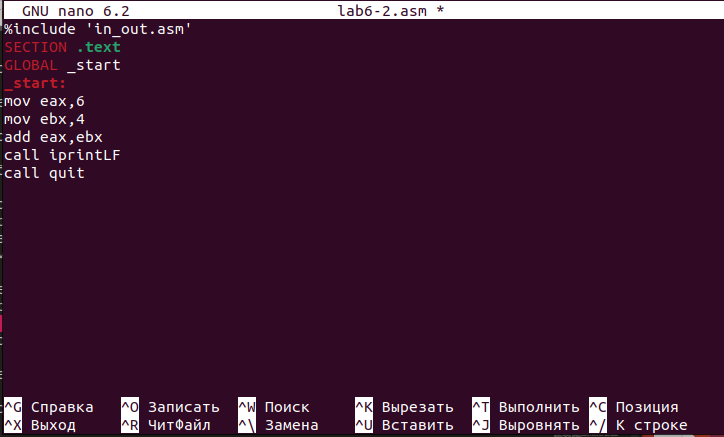 GNU nano 6.2 lab6-2.asm *
%include 'in_out.asm'
SECTION .text
GLOBAL _start
_start:
mov eax,6
mov ebx,4
add eax,ebx
call iprintLF
call quit
^G Справка ^O Записать ^W Поиск ^K Вырезать ^T Выполнить ^C Позиция
^X Выход ^R ЧитФайл ^\ Замена ^U Вставить ^J Выровнять ^/ К строке